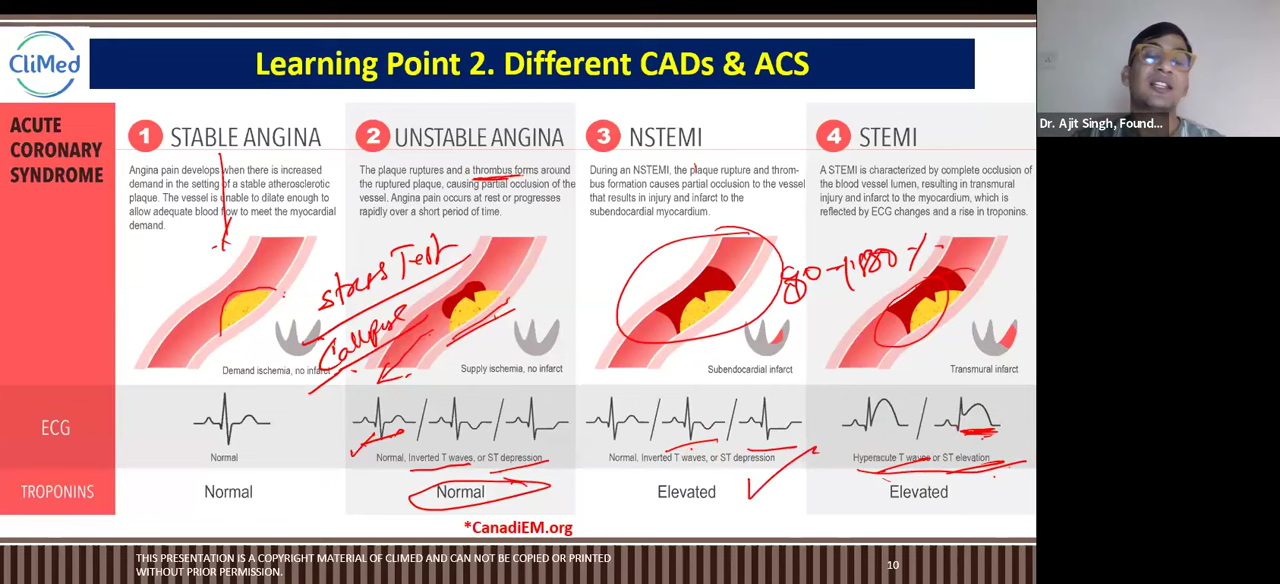 CliMed
Learning Point 2. Different CADs & ACS
Dr. Ajit Singh, Found...
ACUTE
CORONARY
SYNDROME
1 STABLE ANGINA
Angina pain develops when there is increased
demand in the setting of a stable atherosclerotic
plaque. The vessel is unable to dilate enough to
allow adequate blood flow to meet the myocardial
demand.
Demand ischemia, no infarct
2 UNSTABLE ANGINA
The plaque ruptures and a thrombus forms around
the ruptured plaque, causing partial occlusion of the
vessel. Angina pain occurs at rest or progresses
rapidly over a short period of time.
Stress Test
Supply ischemia, no infarct
3 NSTEMI
During an NSTEMI, the plaque rupture and throm-
bus formation causes partial occlusion to the vessel
that results in injury and infarct to the
subendocardial myocardium.
Subendocardial infarct
4 STEMI
A STEMI is characterized by complete occlusion of
the blood vessel lumen, resulting in transmural
injury and infarct to the myocardium, which is
reflected by ECG changes and a rise in troponins.
Transmural infarct
ECG
Normal
Normal, Inverted T waves, or ST depression
Normal, Inverted T waves, or ST depression
Hyperacute T waves or ST elevation
TROPONINS
Normal
Normal
Elevated
Elevated
*CanadiEM.org
THIS PRESENTATION IS A COPYRIGHT MATERIAL OF CLIMED AND CAN NOT BE COPIED OR PRINTED
WITHOUT PRIOR PERMISSION.
10